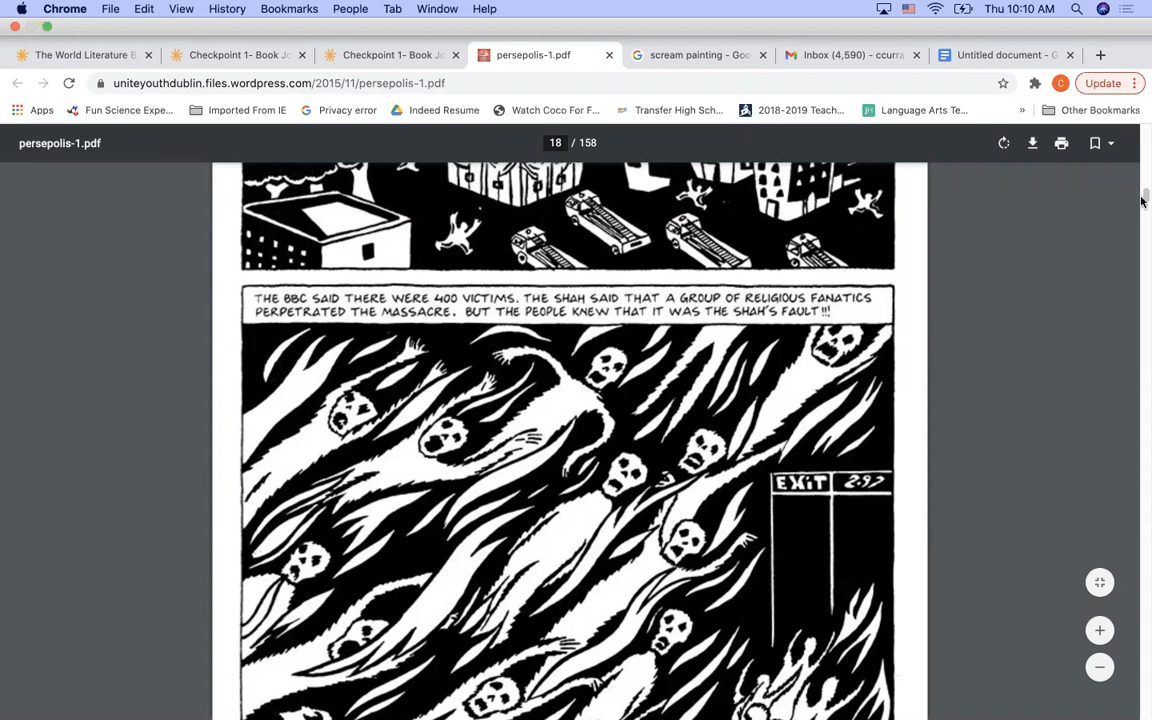 Chrome File Edit View History Bookmarks People Tab Window Help Thu 10:10 AM
The World Literature B Checkpoint 1- Book Jo Checkpoint 1- Book Jo persepolis-1.pdf scream painting - Goo Inbox (4,590) - ccurra Untitled document - G
uniteyouthdublin.files.wordpress.com/2015/11/persepolis-1.pdf C Update
Apps Fun Science Expe... Imported From IE Privacy error Indeed Resume Watch Coco For F... Transfer High Sch... 2018-2019 Teach... Language Arts Te... » Other Bookmarks
persepolis-1.pdf 18 / 158
THE BBC SAID THERE WERE 400 VICTIMS. THE SHAH SAID THAT A GROUP OF RELIGIOUS FANATICS
PERPETRATED THE MASSACRE. BUT THE PEOPLE KNEW THAT IT WAS THE SHAH'S FAULT!!!
EXIT